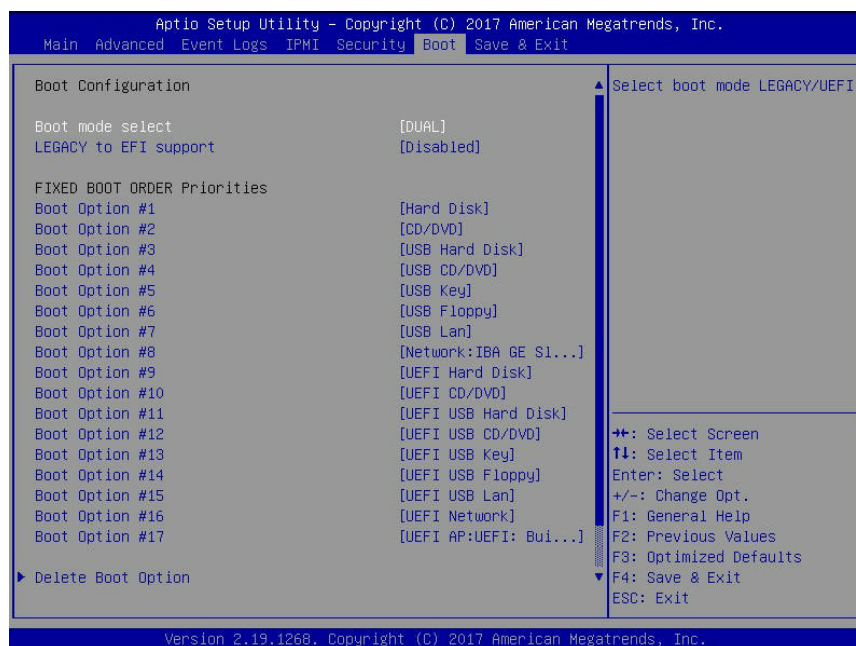 Aptio Setup Utility – Copyright (C) 2017 American Megatrends, Inc.
Main Advanced Event Logs IPMI Security Boot Save & Exit
Boot Configuration
Boot mode select [DUAL]
LEGACY to EFI support [Disabled]
FIXED BOOT ORDER Priorities
Boot Option #1 [Hard Disk]
Boot Option #2 [CD/DVD]
Boot Option #3 [USB Hard Disk]
Boot Option #4 [USB CD/DVD]
Boot Option #5 [USB Key]
Boot Option #6 [USB Floppy]
Boot Option #7 [USB Lan]
Boot Option #8 [Network:IBA GE Sl...]
Boot Option #9 [UEFI Hard Disk]
Boot Option #10 [UEFI CD/DVD]
Boot Option #11 [UEFI USB Hard Disk]
Boot Option #12 [UEFI USB CD/DVD]
Boot Option #13 [UEFI USB Key]
Boot Option #14 [UEFI USB Floppy]
Boot Option #15 [UEFI USB Lan]
Boot Option #16 [UEFI Network]
Boot Option #17 [UEFI AP:UEFI: Bui...]
Delete Boot Option
Select boot mode LEGACY/UEFI
→←: Select Screen
↑↓: Select Item
Enter: Select
+/-: Change Opt.
F1: General Help
F2: Previous Values
F3: Optimized Defaults
F4: Save & Exit
ESC: Exit
Version 2.19.1268. Copyright (C) 2017 American Megatrends, Inc.